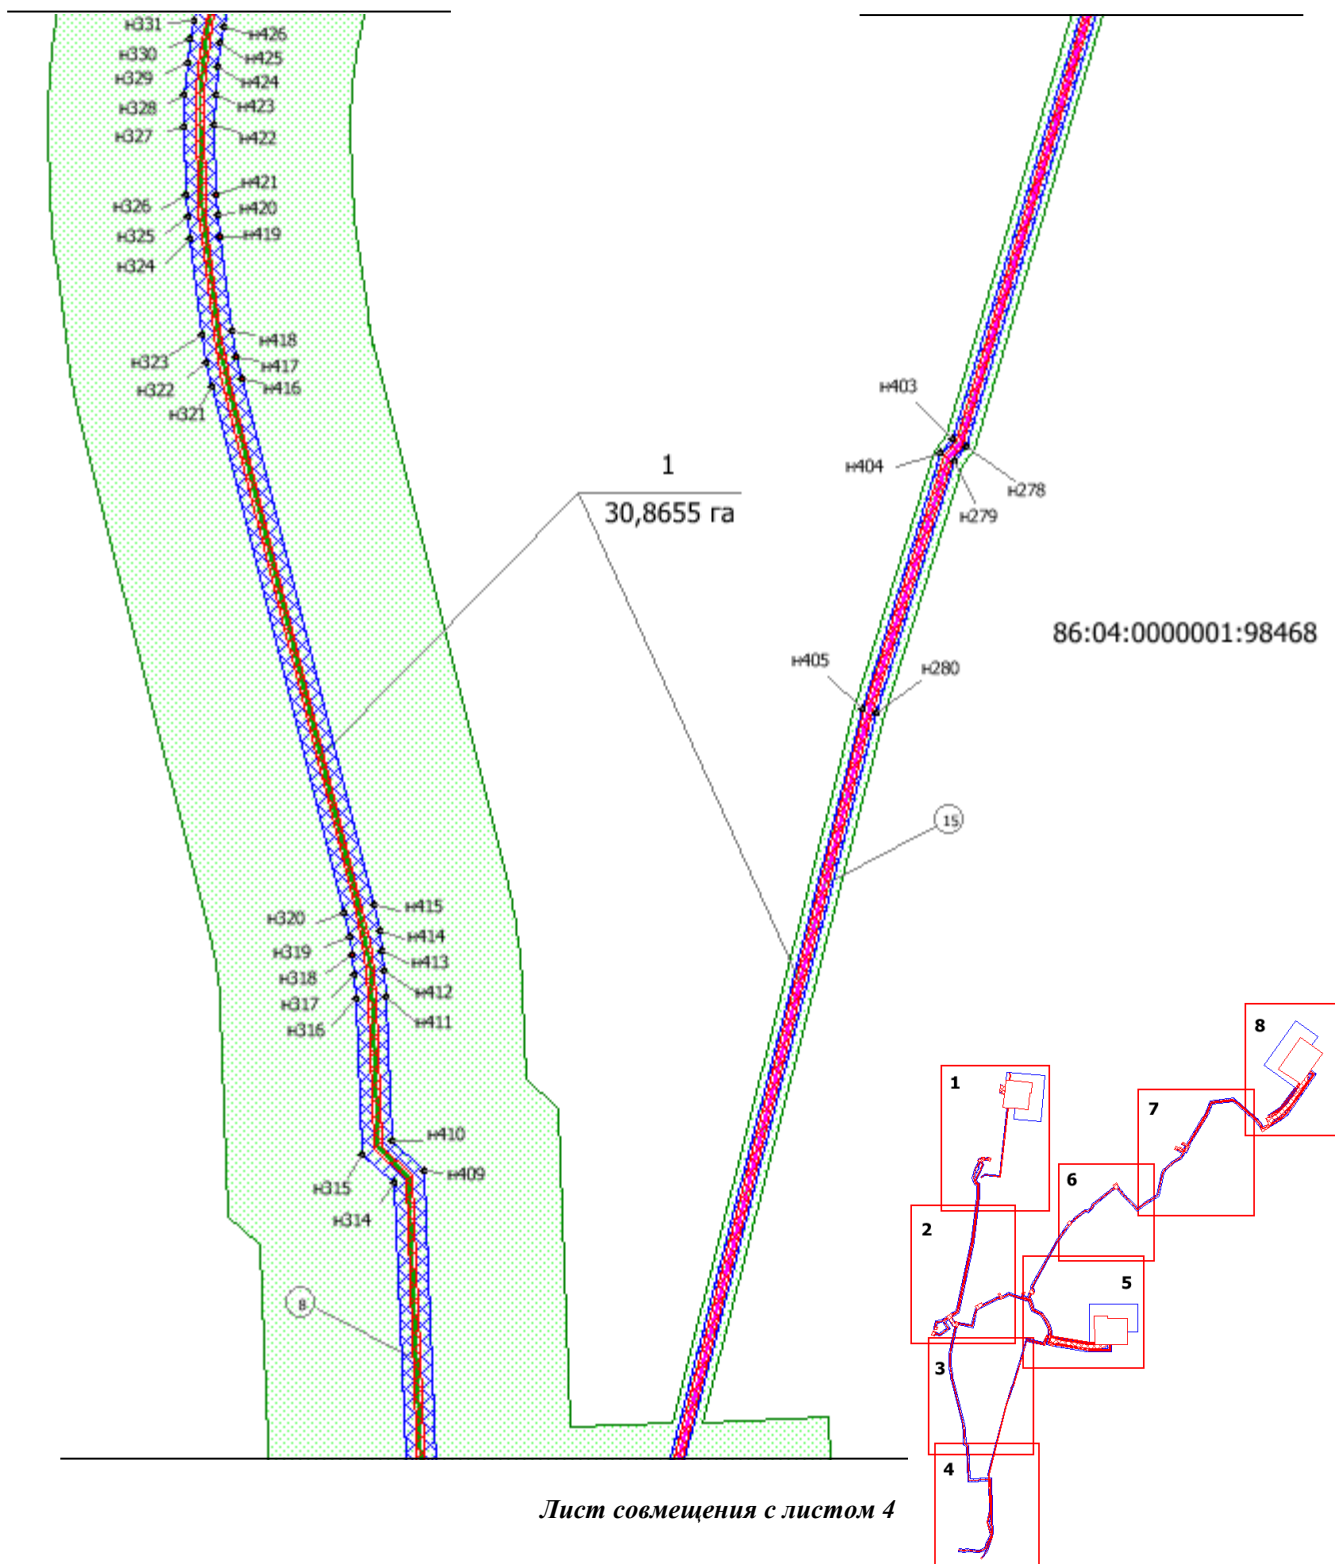 н331
н426
н330
н425
н329
н424
н328
н423
н327
н422
н326
н421
н325
н420
н324
н419
н323
н418
н322
н417
н321
н416
н403
н404
н278
н279
1
30,8655 га
86:04:0000001:98468
н405
н280
15
н320
н415
н319
н414
н318
н413
н317
н412
н316
н411
н410
н315
н409
н314
8
1
2
3
4
5
6
7
8
Лист совмещения с листом 4